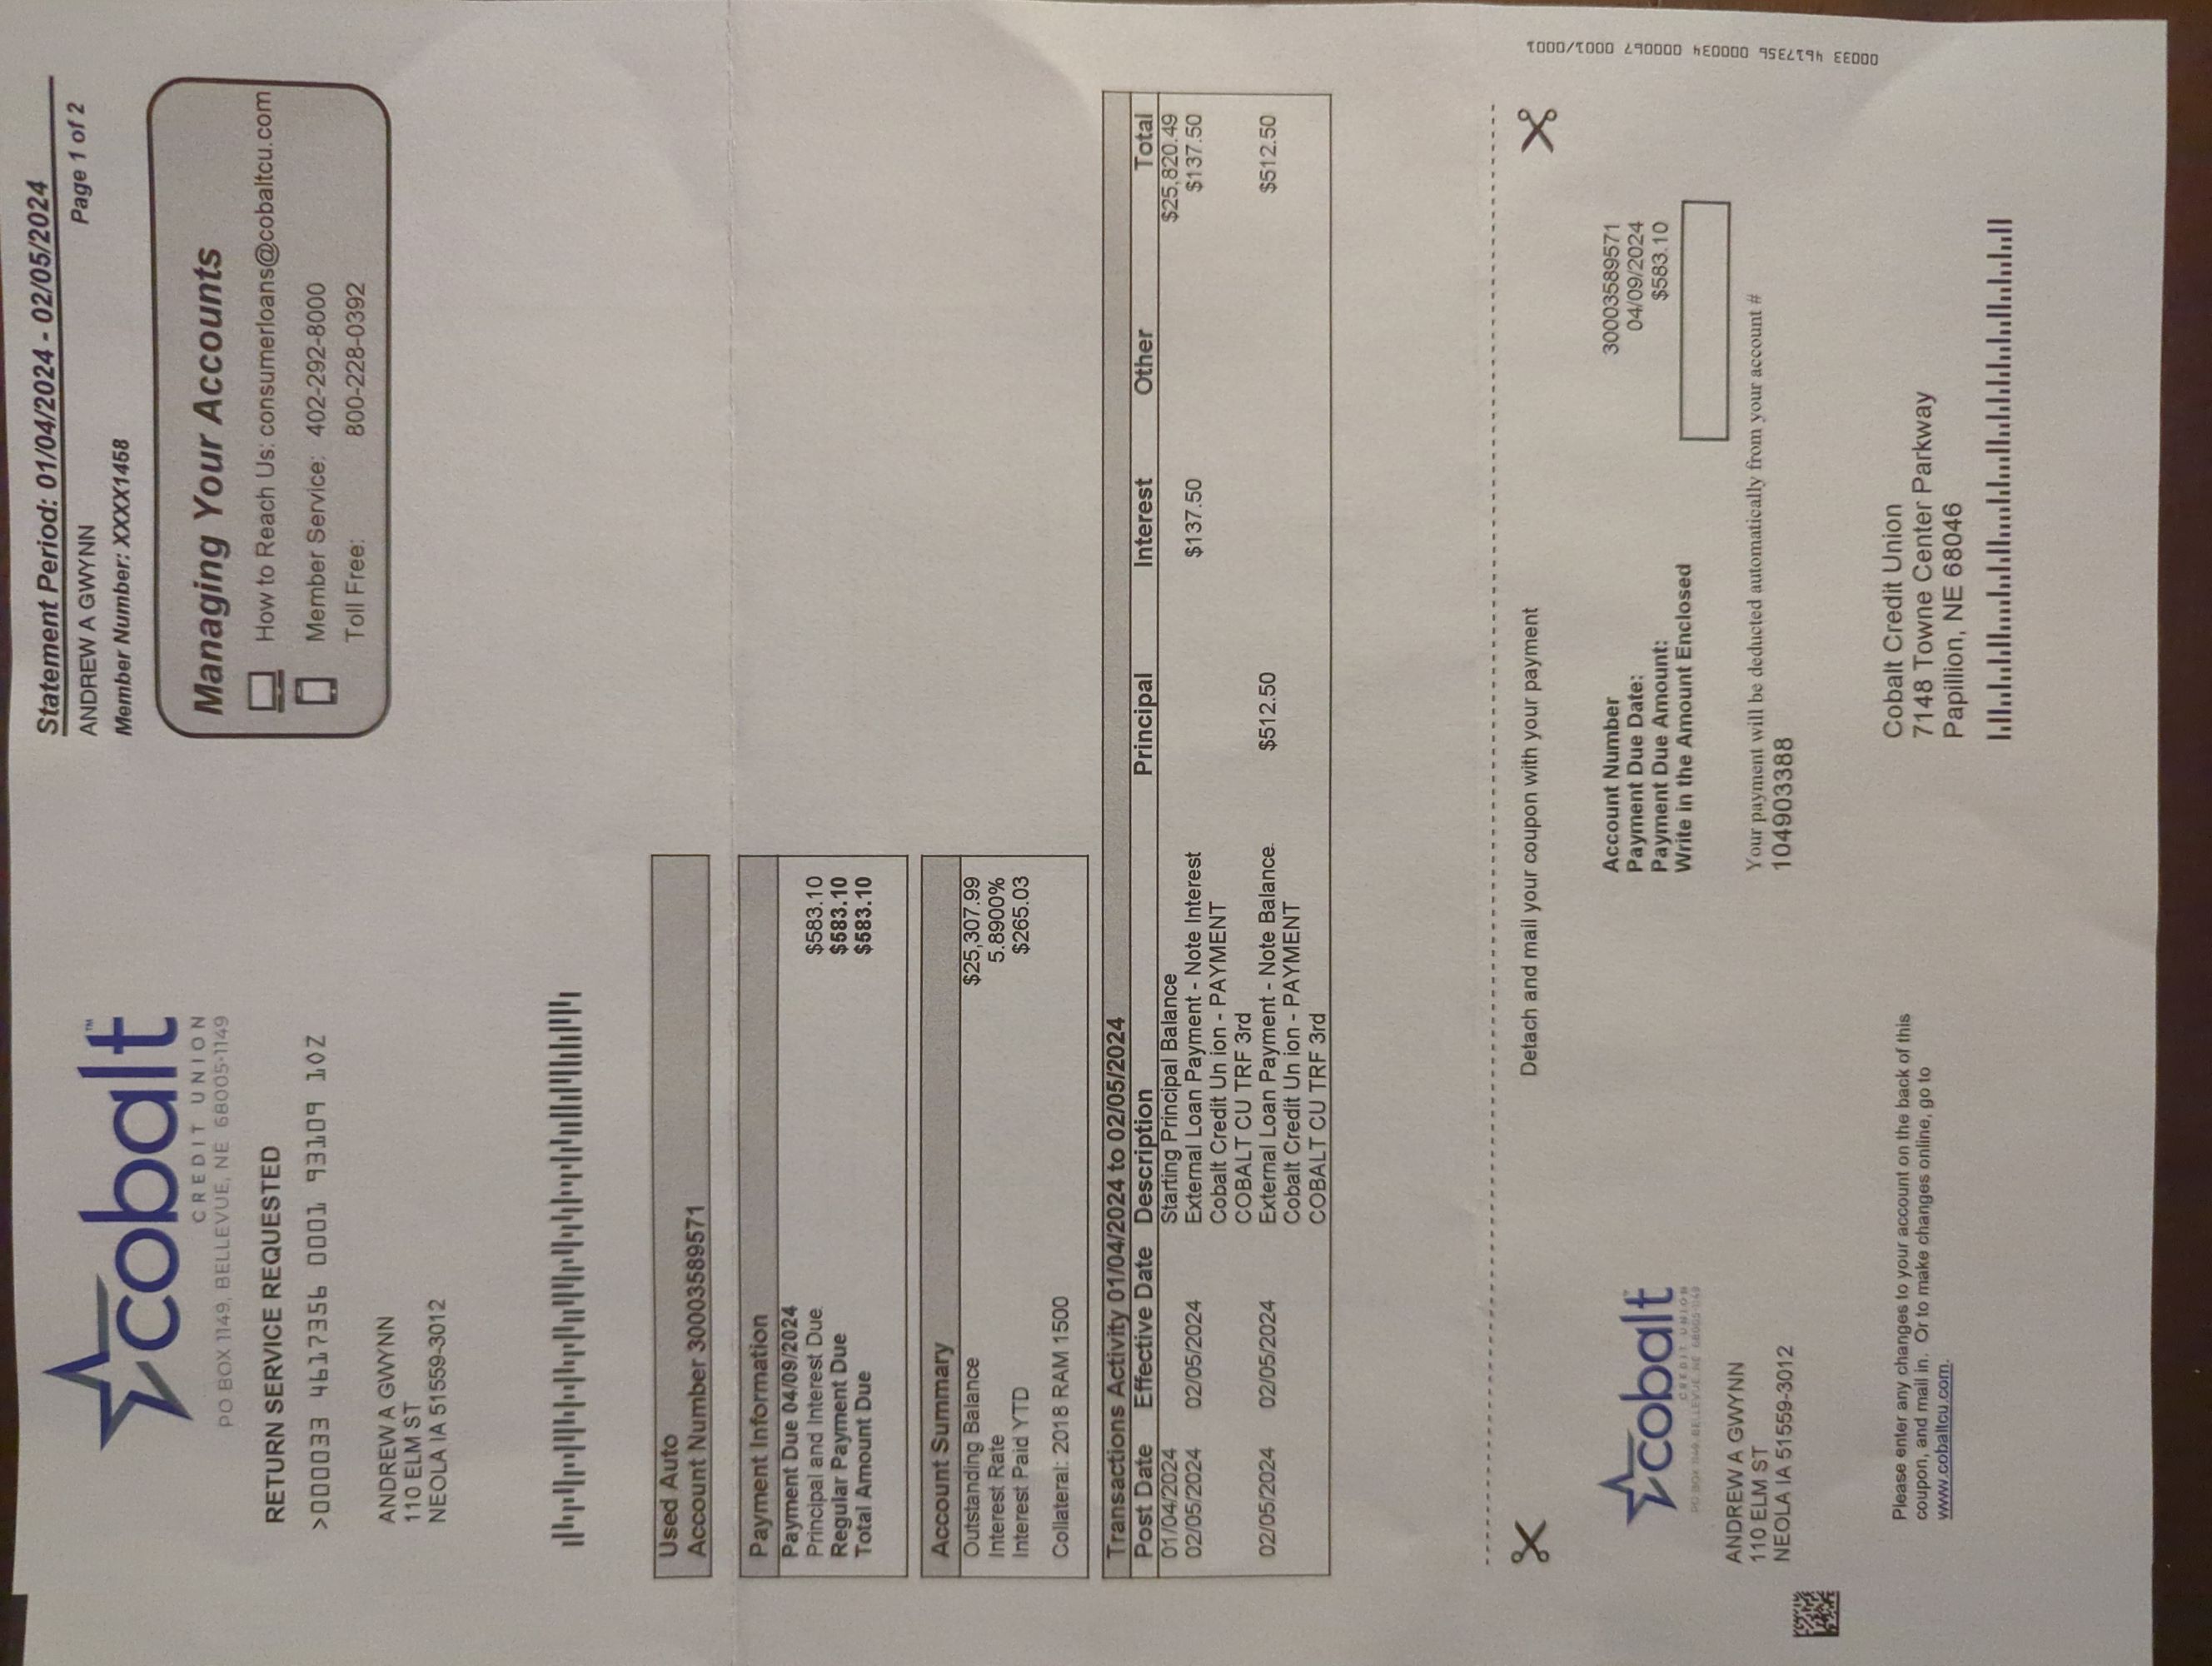 cobalt™
CREDIT UNION
PO BOX 1149, BELLEVUE, NE 68005-1149
Statement Period: 01/04/2024 - 02/05/2024
ANDREW A GWYNN
Page 1 of 2
Member Number: XXXX1458
Managing Your Accounts
How to Reach Us: consumerloans@cobaltcu.com
Member Service: 402-292-8000
Toll Free: 800-228-0392
RETURN SERVICE REQUESTED
>000033 4617356 0001 93109 10Z
ANDREW A GWYNN
110 ELM ST
NEOLA IA 51559-3012
Used Auto
Account Number 30003589571
Payment Information
Payment Due 04/09/2024
Principal and Interest Due $583.10
Regular Payment Due $583.10
Total Amount Due $583.10
Account Summary
Outstanding Balance $25,307.99
Interest Rate 5.8900%
Interest Paid YTD $265.03
Collateral: 2018 RAM 1500
Transactions Activity 01/04/2024 to 02/05/2024
Post Date Effective Date Description Principal Interest Other Total
01/04/2024 Starting Principal Balance $25,820.49
02/05/2024 02/05/2024 External Loan Payment - Note Interest $137.50 $137.50
Cobalt Credit Un ion - PAYMENT
COBALT CU TRF 3rd
02/05/2024 02/05/2024 External Loan Payment - Note Balance $512.50 $512.50
Cobalt Credit Un ion - PAYMENT
COBALT CU TRF 3rd
Detach and mail your coupon with your payment
cobalt
CREDIT UNION
PO BOX 1149, BELLEVUE, NE 68005-1149
ANDREW A GWYNN
110 ELM ST
NEOLA IA 51559-3012
Account Number 30003589571
Payment Due Date: 04/09/2024
Payment Due Amount: $583.10
Write in the Amount Enclosed
Your payment will be deducted automatically from your account #
104903388
Please enter any changes to your account on the back of this
coupon, and mail in. Or to make changes online, go to
www.cobaltcu.com.
Cobalt Credit Union
7148 Towne Center Parkway
Papillion, NE 68046
00033 4617356 000034 000067 0001/0001